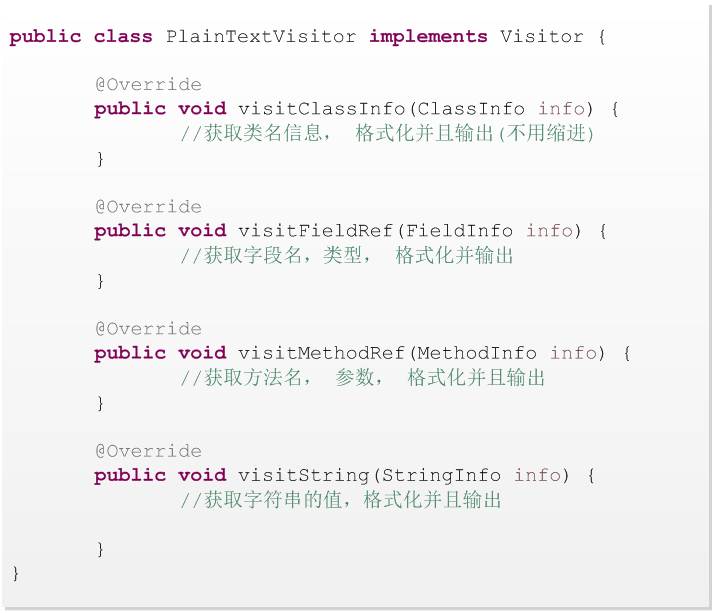 public class PlainTextVisitor implements Visitor {
@Override
public void visitClassInfo(ClassInfo info) {
//获取类名信息， 格式化并且输出(不用缩进)
}
@Override
public void visitFieldRef(FieldInfo info) {
//获取字段名，类型， 格式化并输出
}
@Override
public void visitMethodRef(MethodInfo info) {
//获取方法名， 参数， 格式化并且输出
}
@Override
public void visitString(StringInfo info) {
//获取字符串的值，格式化并且输出
}
}